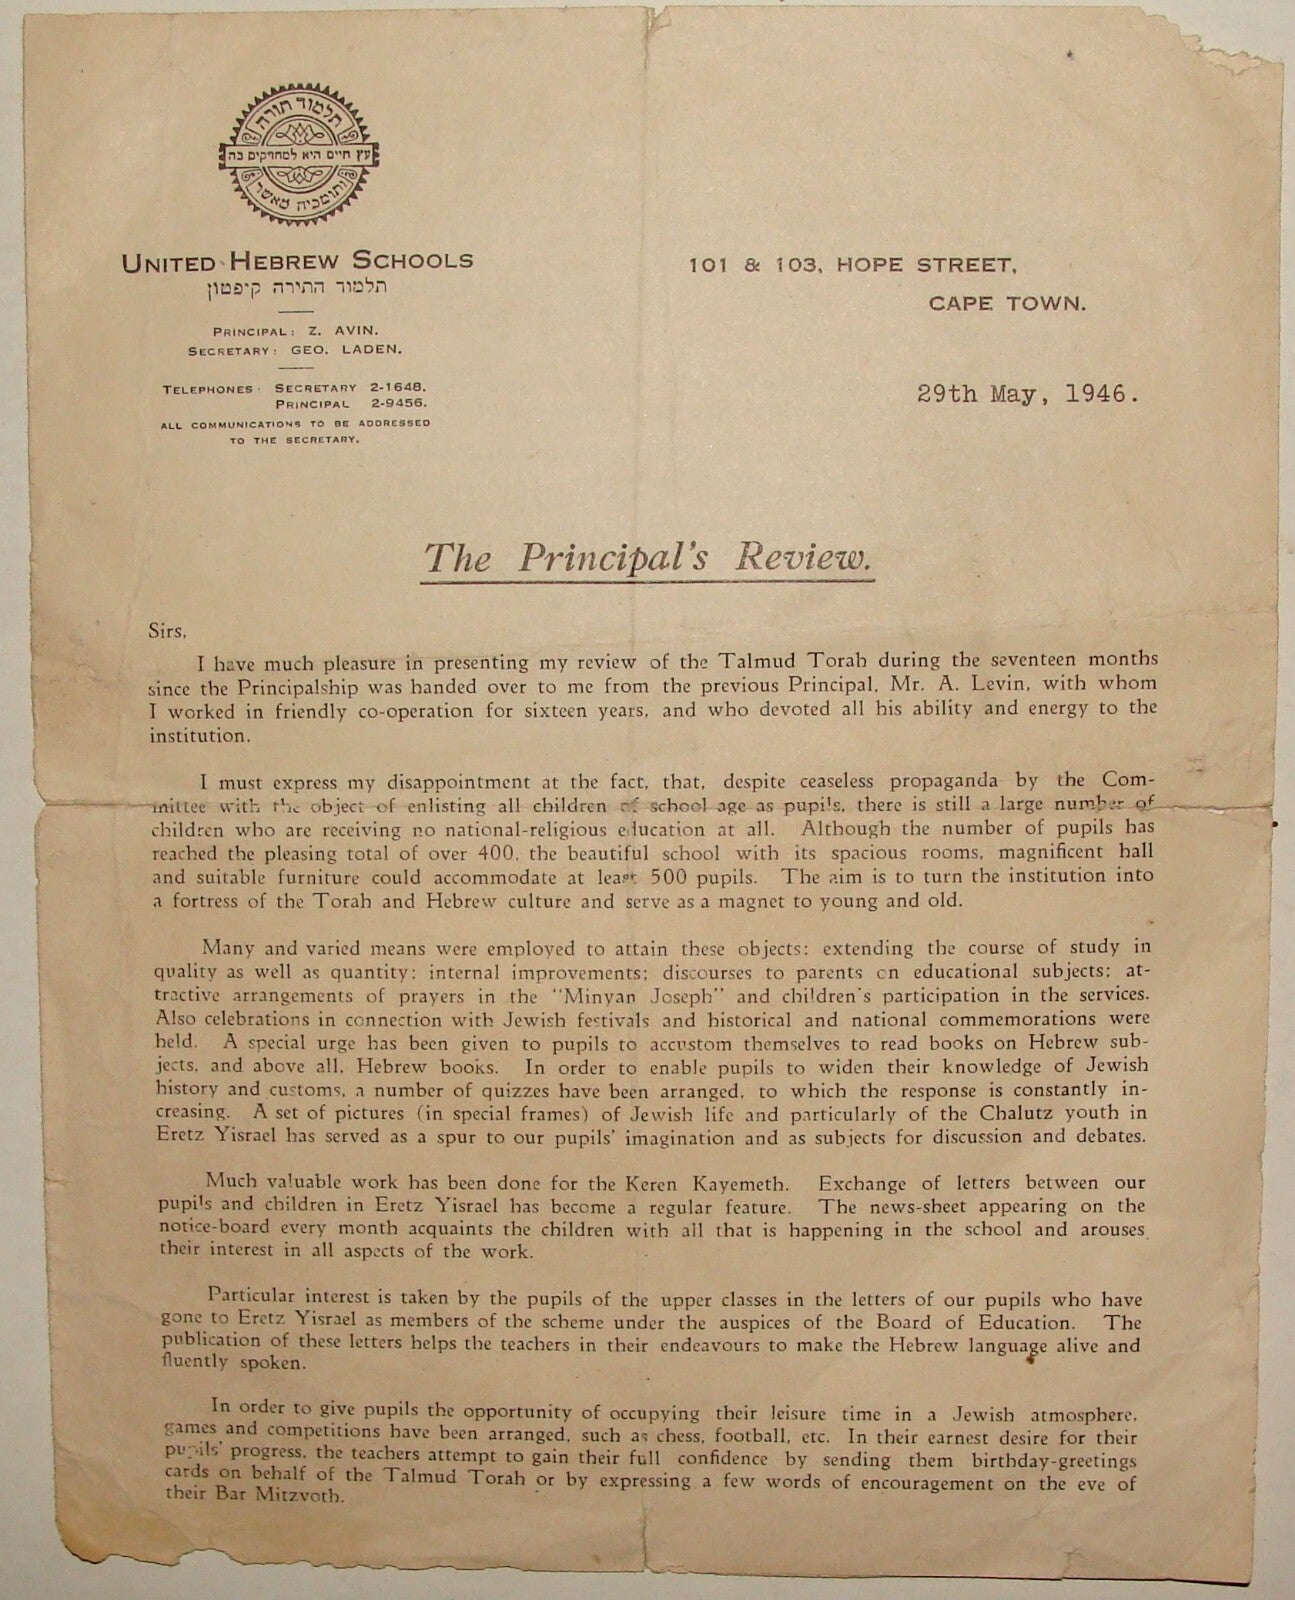 תלמוד תורה
עץ חיים היא למחזיקים בה
ותומכיה מאשר
UNITED HEBREW SCHOOLS
תלמוד התורה קיפטון
PRINCIPAL: Z. AVIN.
SECRETARY: GEO. LADEN.
TELEPHONES: SECRETARY 2-1648.
PRINCIPAL 2-9456.
ALL COMMUNICATIONS TO BE ADDRESSED
TO THE SECRETARY.
101 & 103, HOPE STREET,
CAPE TOWN.
29th May, 1946.
The Principal's Review.
Sirs,
I have much pleasure in presenting my review of the Talmud Torah during the seventeen months
since the Principalship was handed over to me from the previous Principal, Mr. A. Levin, with whom
I worked in friendly co-operation for sixteen years, and who devoted all his ability and energy to the
institution.
I must express my disappointment at the fact, that, despite ceaseless propaganda by the Com-
mittee with the object of enlisting all children of school age as pupils, there is still a large number of
children who are receiving no national-religious education at all. Although the number of pupils has
reached the pleasing total of over 400, the beautiful school with its spacious rooms, magnificent hall
and suitable furniture could accommodate at least 500 pupils. The aim is to turn the institution into
a fortress of the Torah and Hebrew culture and serve as a magnet to young and old.
Many and varied means were employed to attain these objects: extending the course of study in
quality as well as quantity; internal improvements; discourses to parents on educational subjects; at-
tractive arrangements of prayers in the "Minyan Joseph" and children's participation in the services.
Also celebrations in connection with Jewish festivals and historical and national commemorations were
held. A special urge has been given to pupils to accustom themselves to read books on Hebrew sub-
jects, and above all, Hebrew books. In order to enable pupils to widen their knowledge of Jewish
history and customs, a number of quizzes have been arranged, to which the response is constantly in-
creasing. A set of pictures (in special frames) of Jewish life and particularly of the Chalutz youth in
Eretz Yisrael has served as a spur to our pupils' imagination and as subjects for discussion and debates.
Much valuable work has been done for the Keren Kayemeth. Exchange of letters between our
pupils and children in Eretz Yisrael has become a regular feature. The news-sheet appearing on the
notice-board every month acquaints the children with all that is happening in the school and arouses
their interest in all aspects of the work.
Particular interest is taken by the pupils of the upper classes in the letters of our pupils who have
gone to Eretz Yisrael as members of the scheme under the auspices of the Board of Education. The
publication of these letters helps the teachers in their endeavours to make the Hebrew language alive and
fluently spoken.
In order to give pupils the opportunity of occupying their leisure time in a Jewish atmosphere,
games and competitions have been arranged, such as chess, football, etc. In their earnest desire for their
pupils' progress, the teachers attempt to gain their full confidence by sending them birthday-greetings
cards on behalf of the Talmud Torah or by expressing a few words of encouragement on the eve of
their Bar Mitzvoth.